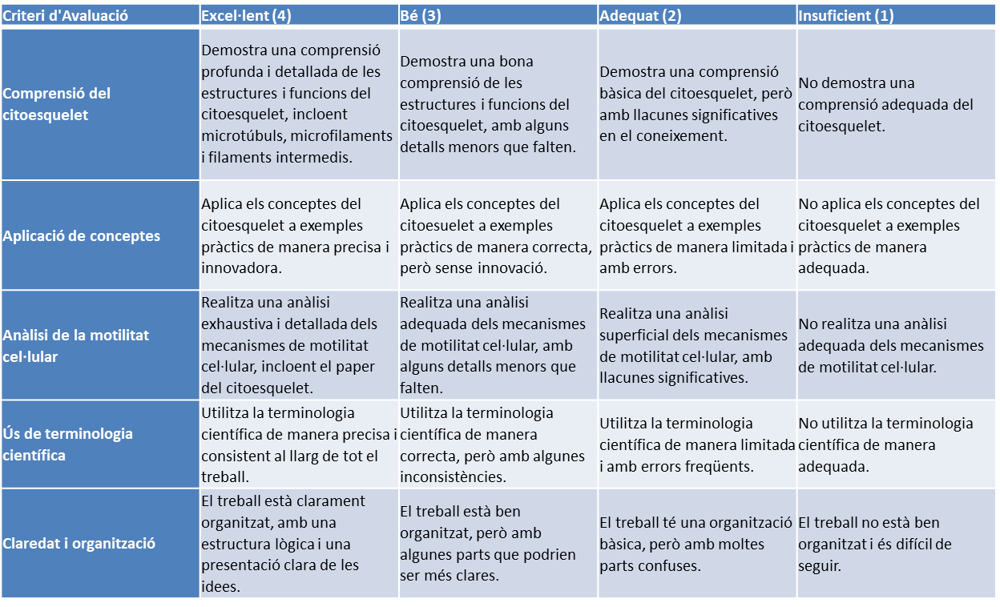 Criteri d'Avaluació
Excel·lent (4)
Bé (3)
Adequat (2)
Insuficient (1)
Comprensió del
citoesquelet
Demostra una comprensió
profunda i detallada de les
estructures i funcions del
citoesquelet, incloent
microtúbuls, microfilaments
i filaments intermedis.
Demostra una bona
comprensió de les
estructures i funcions del
citoesquelet, amb alguns
detalls menors que falten.
Demostra una comprensió
bàsica del citoesquelet, però
amb llacunes significatives
en el coneixement.
No demostra una
comprensió adequada del
citoesquelet.
Aplicació de conceptes
Aplica els conceptes del
citoesquelet a exemples
pràctics de manera precisa i
innovadora.
Aplica els conceptes del
citoesuelet a exemples
pràctics de manera correcta,
però sense innovació.
Aplica els conceptes del
citoesquelet a exemples
pràctics de manera limitada i
amb errors.
No aplica els conceptes del
citoesquelet a exemples
pràctics de manera
adequada.
Anàlisi de la motilitat
cel·lular
Realitza una anàlisi
exhaustiva i detallada dels
mecanismes de motilitat
cel·lular, incloent el paper
del citoesquelet.
Realitza una anàlisi
adequada dels mecanismes
de motilitat cel·lular, amb
alguns detalls menors que
falten.
Realitza una anàlisi
superficial dels mecanismes
de motilitat cel·lular, amb
llacunes significatives.
No realitza una anàlisi
adequada dels mecanismes
de motilitat cel·lular.
Ús de terminologia
científica
Utilitza la terminologia
científica de manera precisa i
consistent al llarg de tot el
treball.
Utilitza la terminologia
científica de manera
correcta, però amb algunes
inconsistències.
Utilitza la terminologia
científica de manera limitada
i amb errors freqüents.
No utilitza la terminologia
científica de manera
adequada.
Claredat i organització
El treball està clarament
organitzat, amb una
estructura lògica i una
presentació clara de les
idees.
El treball està ben
organitzat, però amb
algunes parts que podrien
ser més clares.
El treball té una organització
bàsica, però amb moltes
parts confuses.
El treball no està ben
organitzat i és difícil de
seguir.